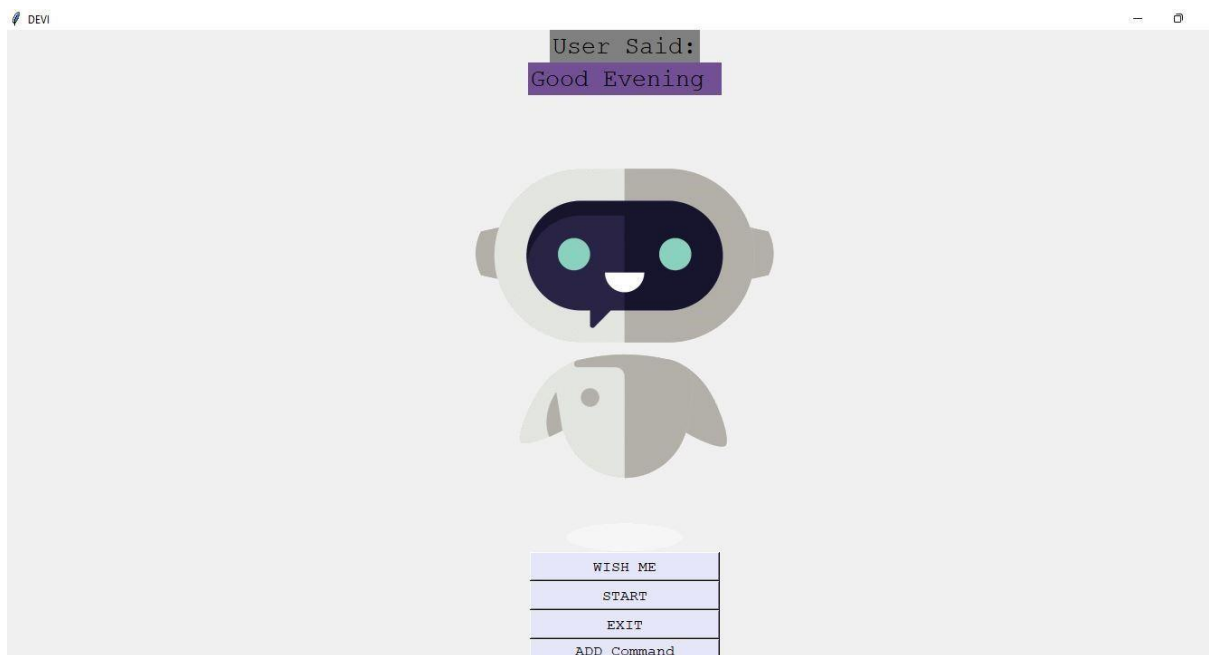 DEVI
User Said:
Good Evening
WISH ME
START
EXIT
ADD Command